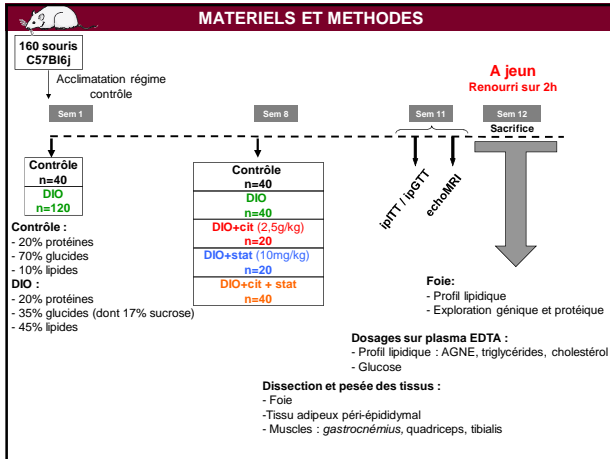 MATERIELS ET METHODES
160 souris
C57Bl6j
Acclimatation régime
contrôle
A jeun
Renourri sur 2h
Sem 1
Sem 8
Sem 11
Sem 12
Sacrifice
Contrôle
n=40
DIO
n=120
Contrôle
n=40
DIO
n=40
DIO+cit (2,5g/kg)
n=20
DIO+stat (10mg/kg)
n=20
DIO+cit + stat
n=40
ipITT / ipGTT
echoMRI
Contrôle :
- 20% protéines
- 70% glucides
- 10% lipides
DIO :
- 20% protéines
- 35% glucides (dont 17% sucrose)
- 45% lipides
Foie:
- Profil lipidique
- Exploration génique et protéique
Dosages sur plasma EDTA :
- Profil lipidique : AGNE, triglycérides, cholestérol
- Glucose
Dissection et pesée des tissus :
- Foie
-Tissu adipeux péri-épididymal
- Muscles : gastrocnémius, quadriceps, tibialis